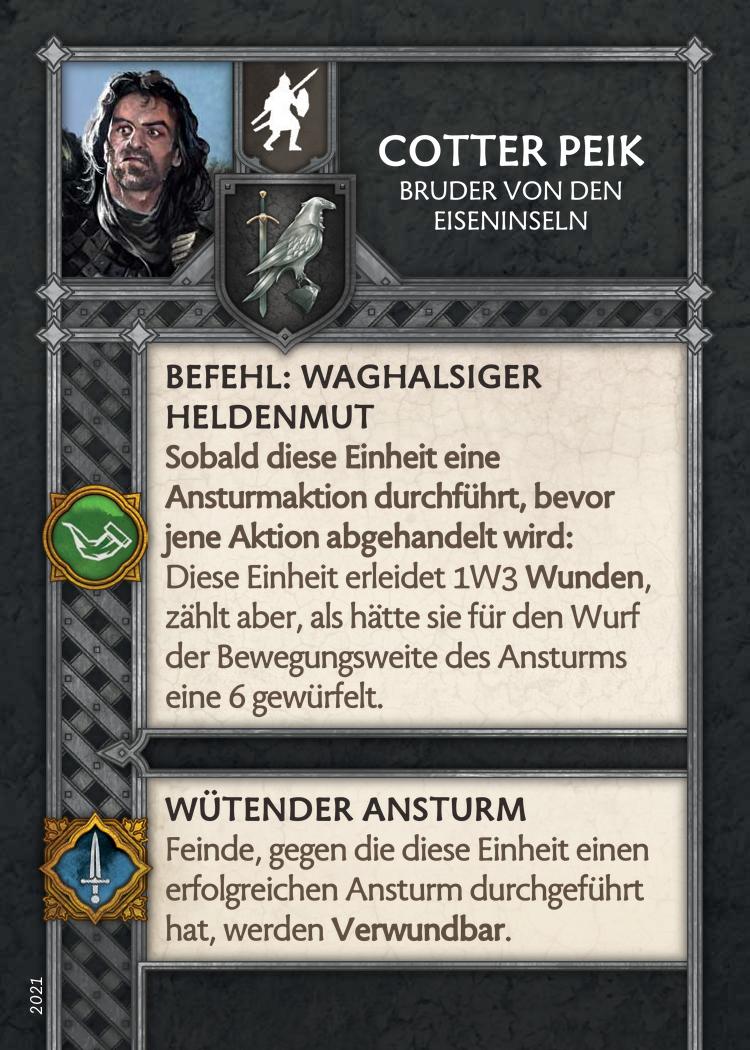 COTTER PEIK
BRUDER VON DEN
EISENINSELN
BEFEHL: WAGHALSIGER
HELDENMUT
Sobald diese Einheit eine
Ansturmaktion durchführt, bevor
jene Aktion abgehandelt wird:
Diese Einheit erleidet 1W3 Wunden,
zählt aber, als hätte sie für den Wurf
der Bewegungsweite des Ansturms
eine 6 gewürfelt.
WÜTENDER ANSTURM
Feinde, gegen die diese Einheit einen
erfolgreichen Ansturm durchgeführt
hat, werden Verwundbar.
2021